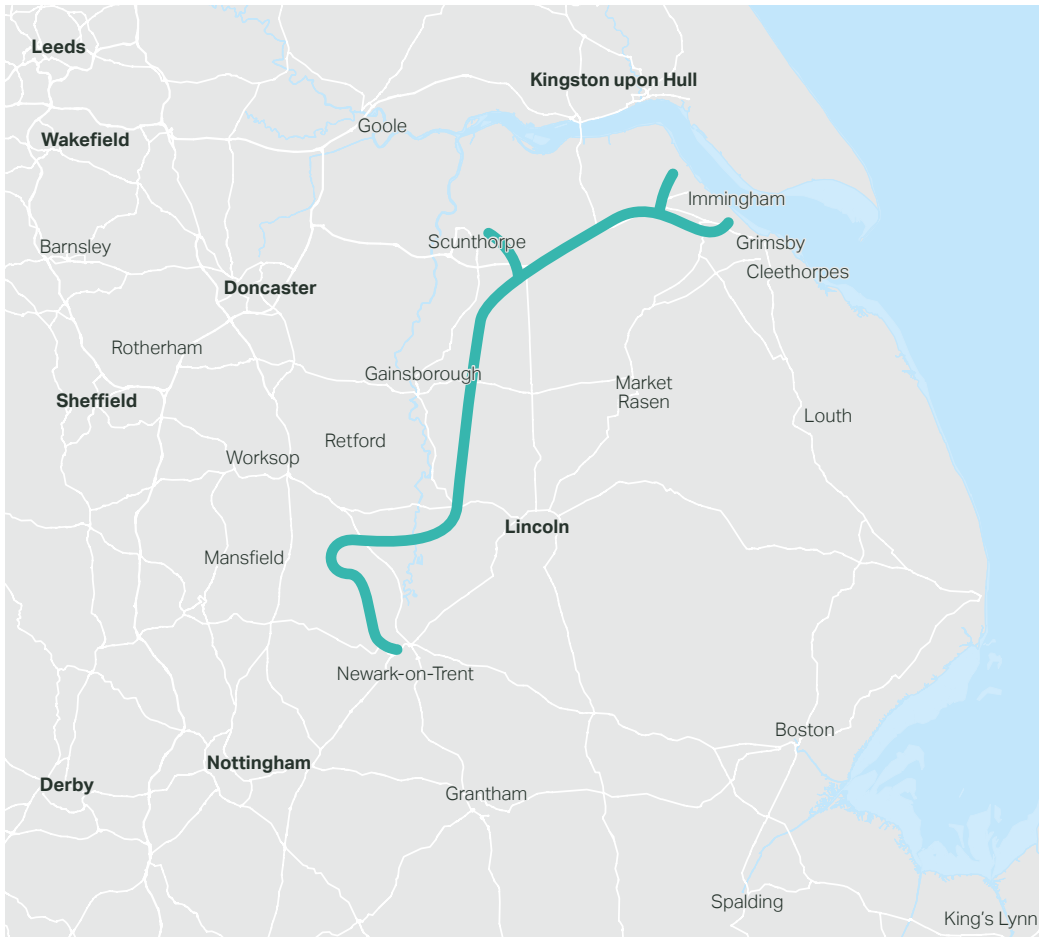 Leeds
Kingston upon Hull
Goole
Wakefield
Immingham
Scunthorpe
Grimsby
Barnsley
Cleethorpes
Doncaster
Rotherham
Gainsborough
Market
Rasen
Sheffield
Louth
Retford
Worksop
Lincoln
Mansfield
Newark-on-Trent
Boston
Nottingham
Derby
Grantham
Spalding
King's Lynn